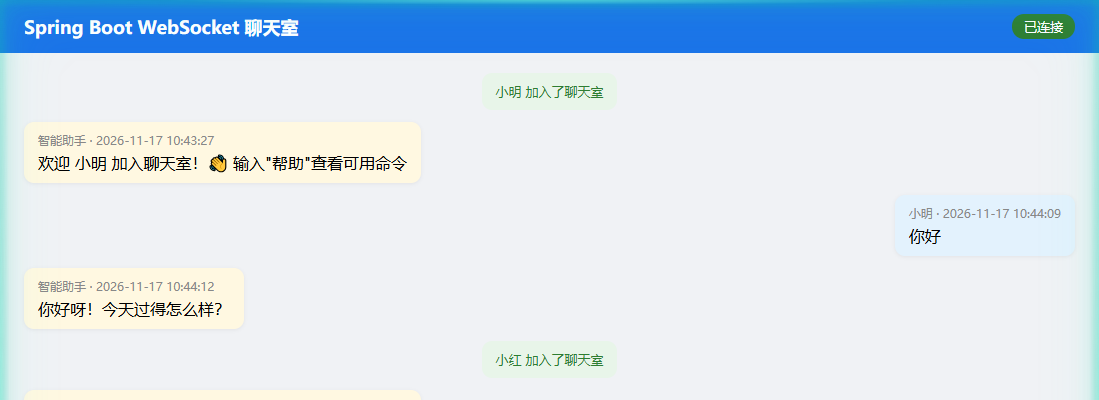 Spring Boot WebSocket 聊天室
已连接
小明 加入了聊天室
智能助手 · 2026-11-17 10:43:27
欢迎 小明 加入聊天室！👏 输入"帮助"查看可用命令
小明 · 2026-11-17 10:44:09
你好
智能助手 · 2026-11-17 10:44:12
你好呀！今天过得怎么样？
小红 加入了聊天室